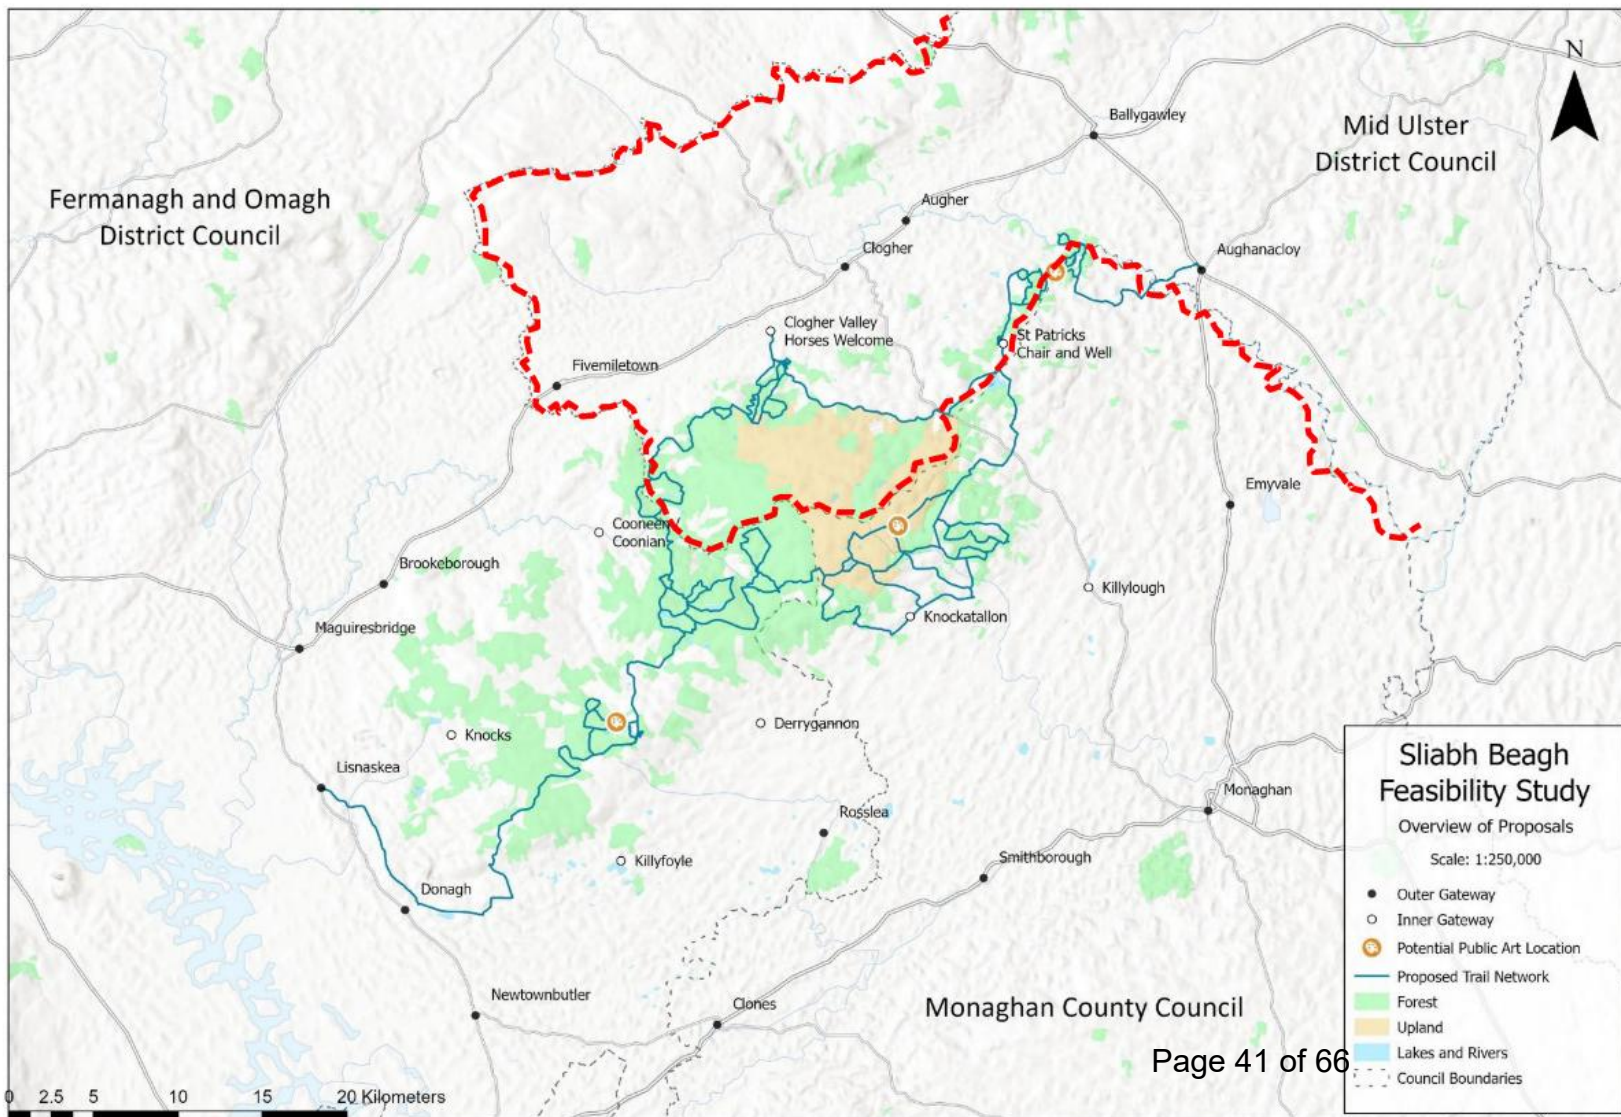 N
Ballygawley
Mid Ulster
District Council
Fermanagh and Omagh
District Council
Augher
Clogher
Aughanacloy
Clogher Valley
Horses Welcome
St Patricks
Chair and Well
Fivemiletown
Emyvale
Cooneen/
Coonian
Brookeborough
Killylough
Knockatallon
Maguiresbridge
Derrygannon
Knocks
Lisnaskea
Monaghan
Rosslea
Killyfoyle
Smithborough
Donagh
Newtownbutler
Clones
Monaghan County Council
Page 41 of 66
Sliabh Beagh
Feasibility Study
Overview of Proposals
Scale: 1:250,000
Outer Gateway
Inner Gateway
Potential Public Art Location
Proposed Trail Network
Forest
Upland
Lakes and Rivers
Council Boundaries
0 2.5 5 10 15 20 Kilometers